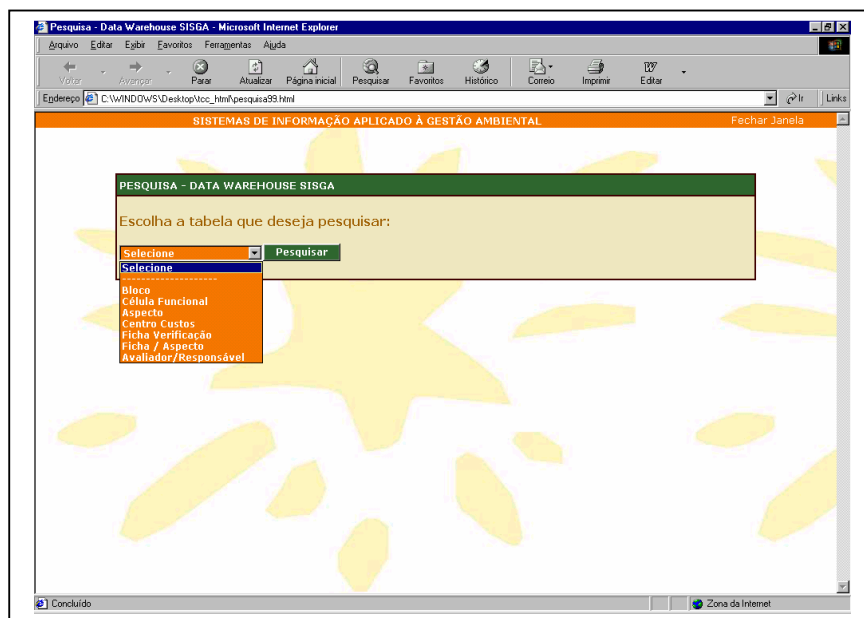 Pesquisa - Data Warehouse SISGA - Microsoft Internet Explorer
Arquivo Editar Exibir Favoritos Ferramentas Ajuda
Voltar Avançar Parar Atualizar Página inicial Pesquisar Favoritos Histórico Correio Imprimir Editar
Endereço C:\WINDOWS\Desktop\tcc_html\pesquisa99.html Ir Links
SISTEMAS DE INFORMAÇÃO APLICADO À GESTÃO AMBIENTAL Fechar Janela
PESQUISA - DATA WAREHOUSE SISGA
Escolha a tabela que deseja pesquisar:
Selecione Pesquisar
Selecione
--------------------
Bloco
Célula Funcional
Aspecto
Centro Custos
Ficha Verificação
Ficha / Aspecto
Avaliador/Responsável
Concluído Zona da Internet